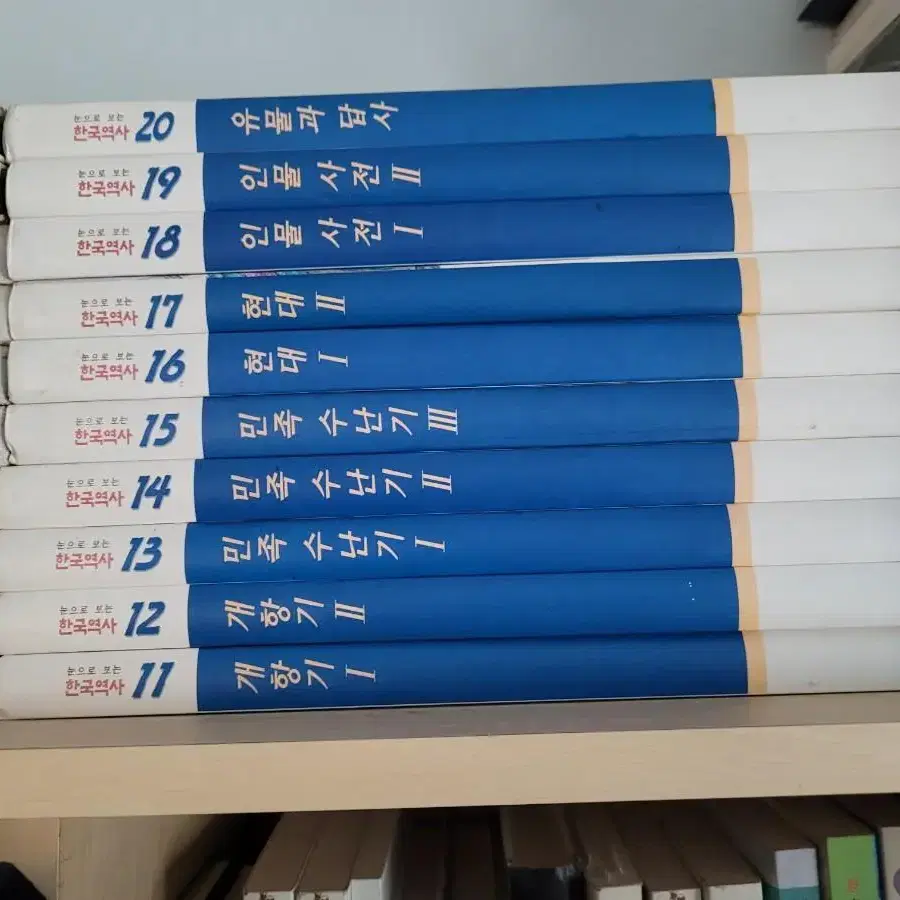 눈으로 보는
한국역사 20 유물과 답사
눈으로 보는
한국역사 19 인물 사전 II
눈으로 보는
한국역사 18 인물 사전 I
눈으로 보는
한국역사 17 현대 II
눈으로 보는
한국역사 16 현대 I
눈으로 보는
한국역사 15 민족 수난기 III
눈으로 보는
한국역사 14 민족 수난기 II
눈으로 보는
한국역사 13 민족 수난기 I
눈으로 보는
한국역사 12 개항기 II
눈으로 보는
한국역사 11 개항기 I